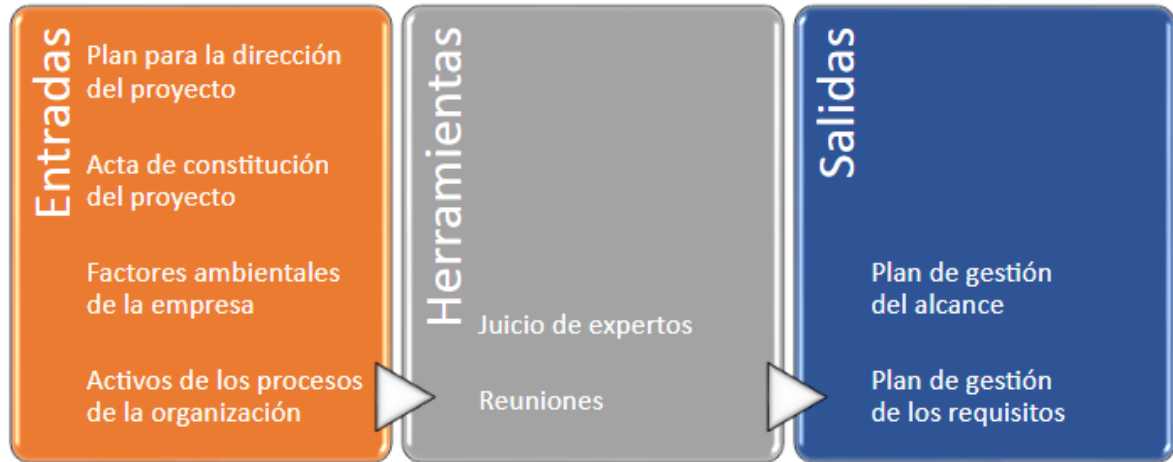 Entradas
Plan para la dirección
del proyecto
Acta de constitución
del proyecto
Factores ambientales
de la empresa
Activos de los procesos
de la organización
Herramientas
Juicio de expertos
Reuniones
Salidas
Plan de gestión
del alcance
Plan de gestión
de los requisitos